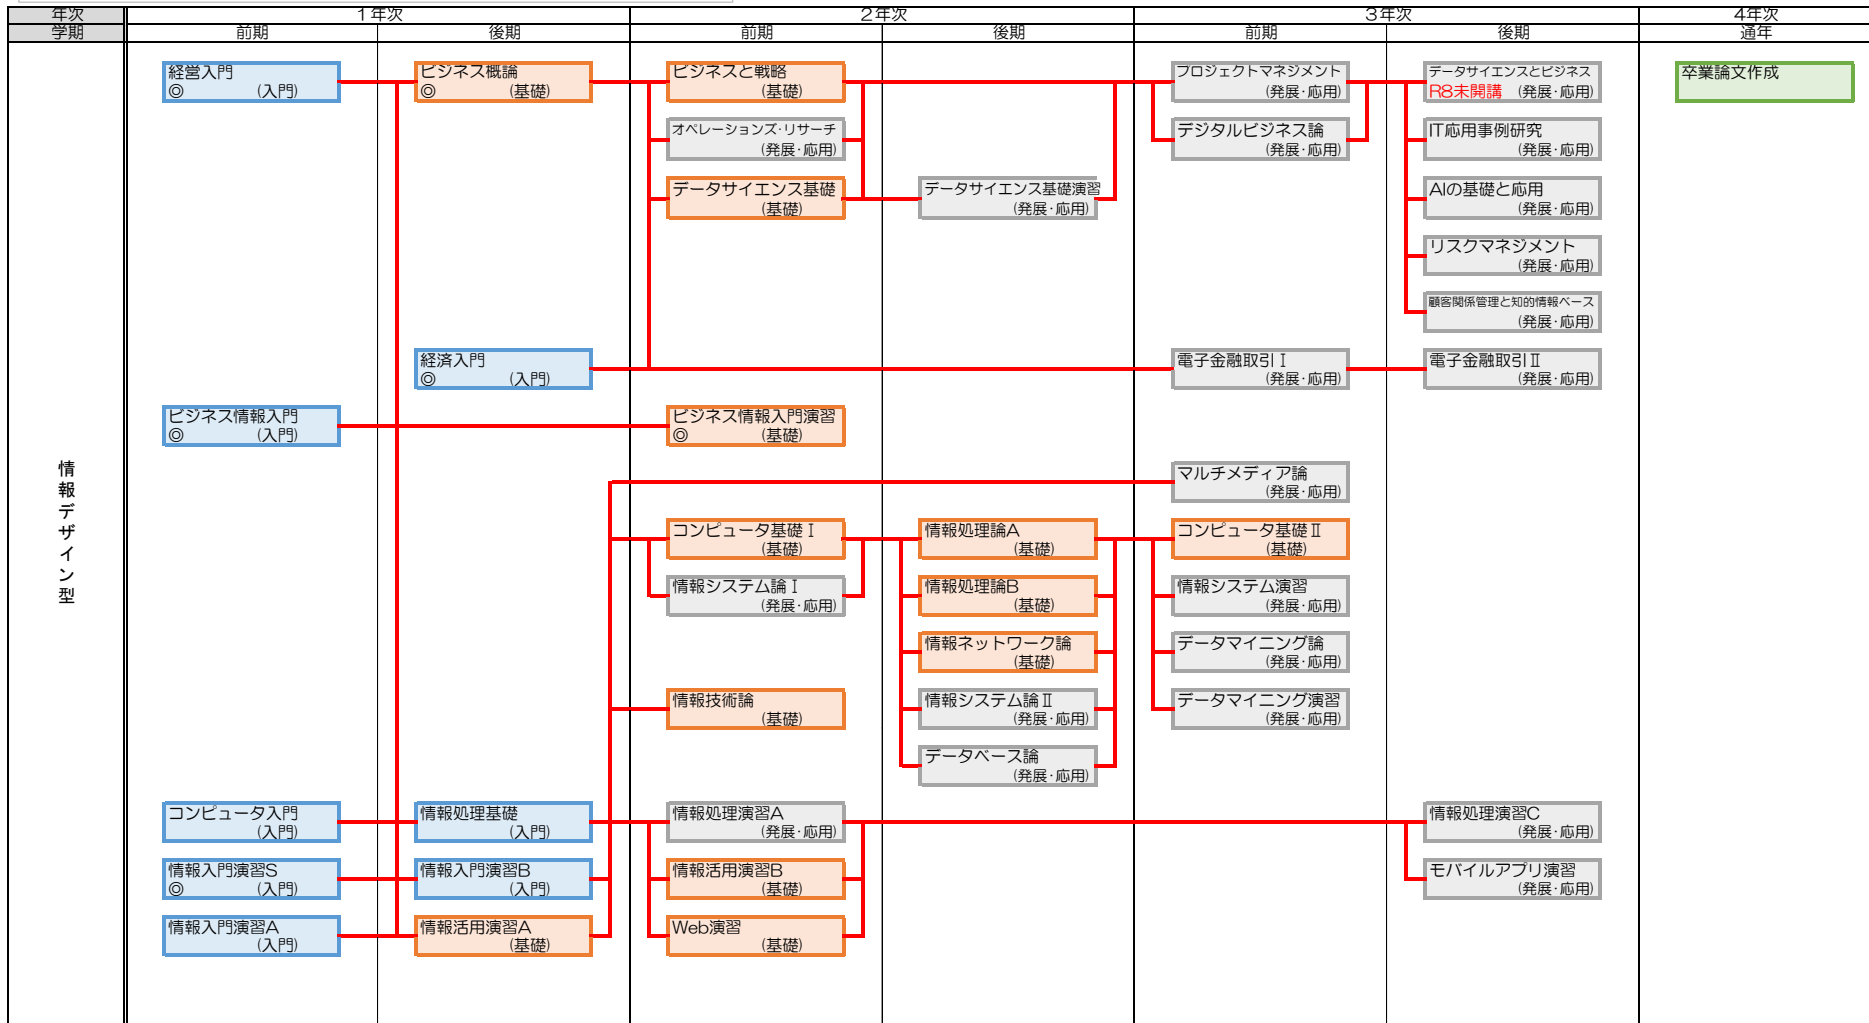 年次 1年次 2年次 3年次 4年次
学期 前期 後期 前期 後期 前期 後期 通年
経営入門 ビジネス概論 ビジネスと戦略 プロジェクトマネジメント データサイエンスとビジネス 卒業論文作成
◎ (入門) ◎ (基礎) (基礎) (発展・応用) R8未開講 (発展・応用)
オペレーションズ・リサーチ デジタルビジネス論 IT応用事例研究
(発展・応用) (発展・応用) (発展・応用)
データサイエンス基礎 データサイエンス基礎演習 AIの基礎と応用
(基礎) (発展・応用) (発展・応用)
リスクマネジメント
(発展・応用)
顧客関係管理と知的情報ベース
(発展・応用)
経済入門 電子金融取引Ⅰ 電子金融取引Ⅱ
◎ (入門) (発展・応用) (発展・応用)
ビジネス情報入門 ビジネス情報入門演習
◎ (入門) ◎ (基礎)
情報デザイン型
マルチメディア論
(発展・応用)
コンピュータ基礎Ⅰ 情報処理論A コンピュータ基礎Ⅱ
(基礎) (基礎) (基礎)
情報システム論Ⅰ 情報処理論B 情報システム演習
(発展・応用) (基礎) (発展・応用)
情報ネットワーク論 データマイニング論
(基礎) (発展・応用)
情報技術論 情報システム論Ⅱ データマイニング演習
(基礎) (発展・応用) (発展・応用)
データベース論
(発展・応用)
コンピュータ入門 情報処理基礎 情報処理演習A 情報処理演習C
(入門) (入門) (発展・応用) (発展・応用)
情報入門演習S 情報入門演習B 情報活用演習B モバイルアプリ演習
◎ (入門) (入門) (基礎) (発展・応用)
情報入門演習A 情報活用演習A Web演習
(入門) (基礎) (基礎)